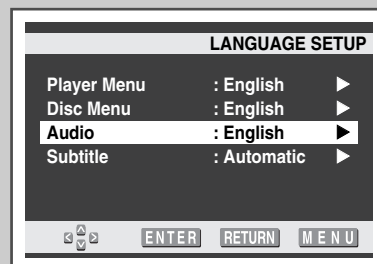 LANGUAGE SETUP
Player Menu : English ▶
Disc Menu : English ▶
Audio : English ▶
Subtitle : Automatic ▶
ENTER RETURN MENU